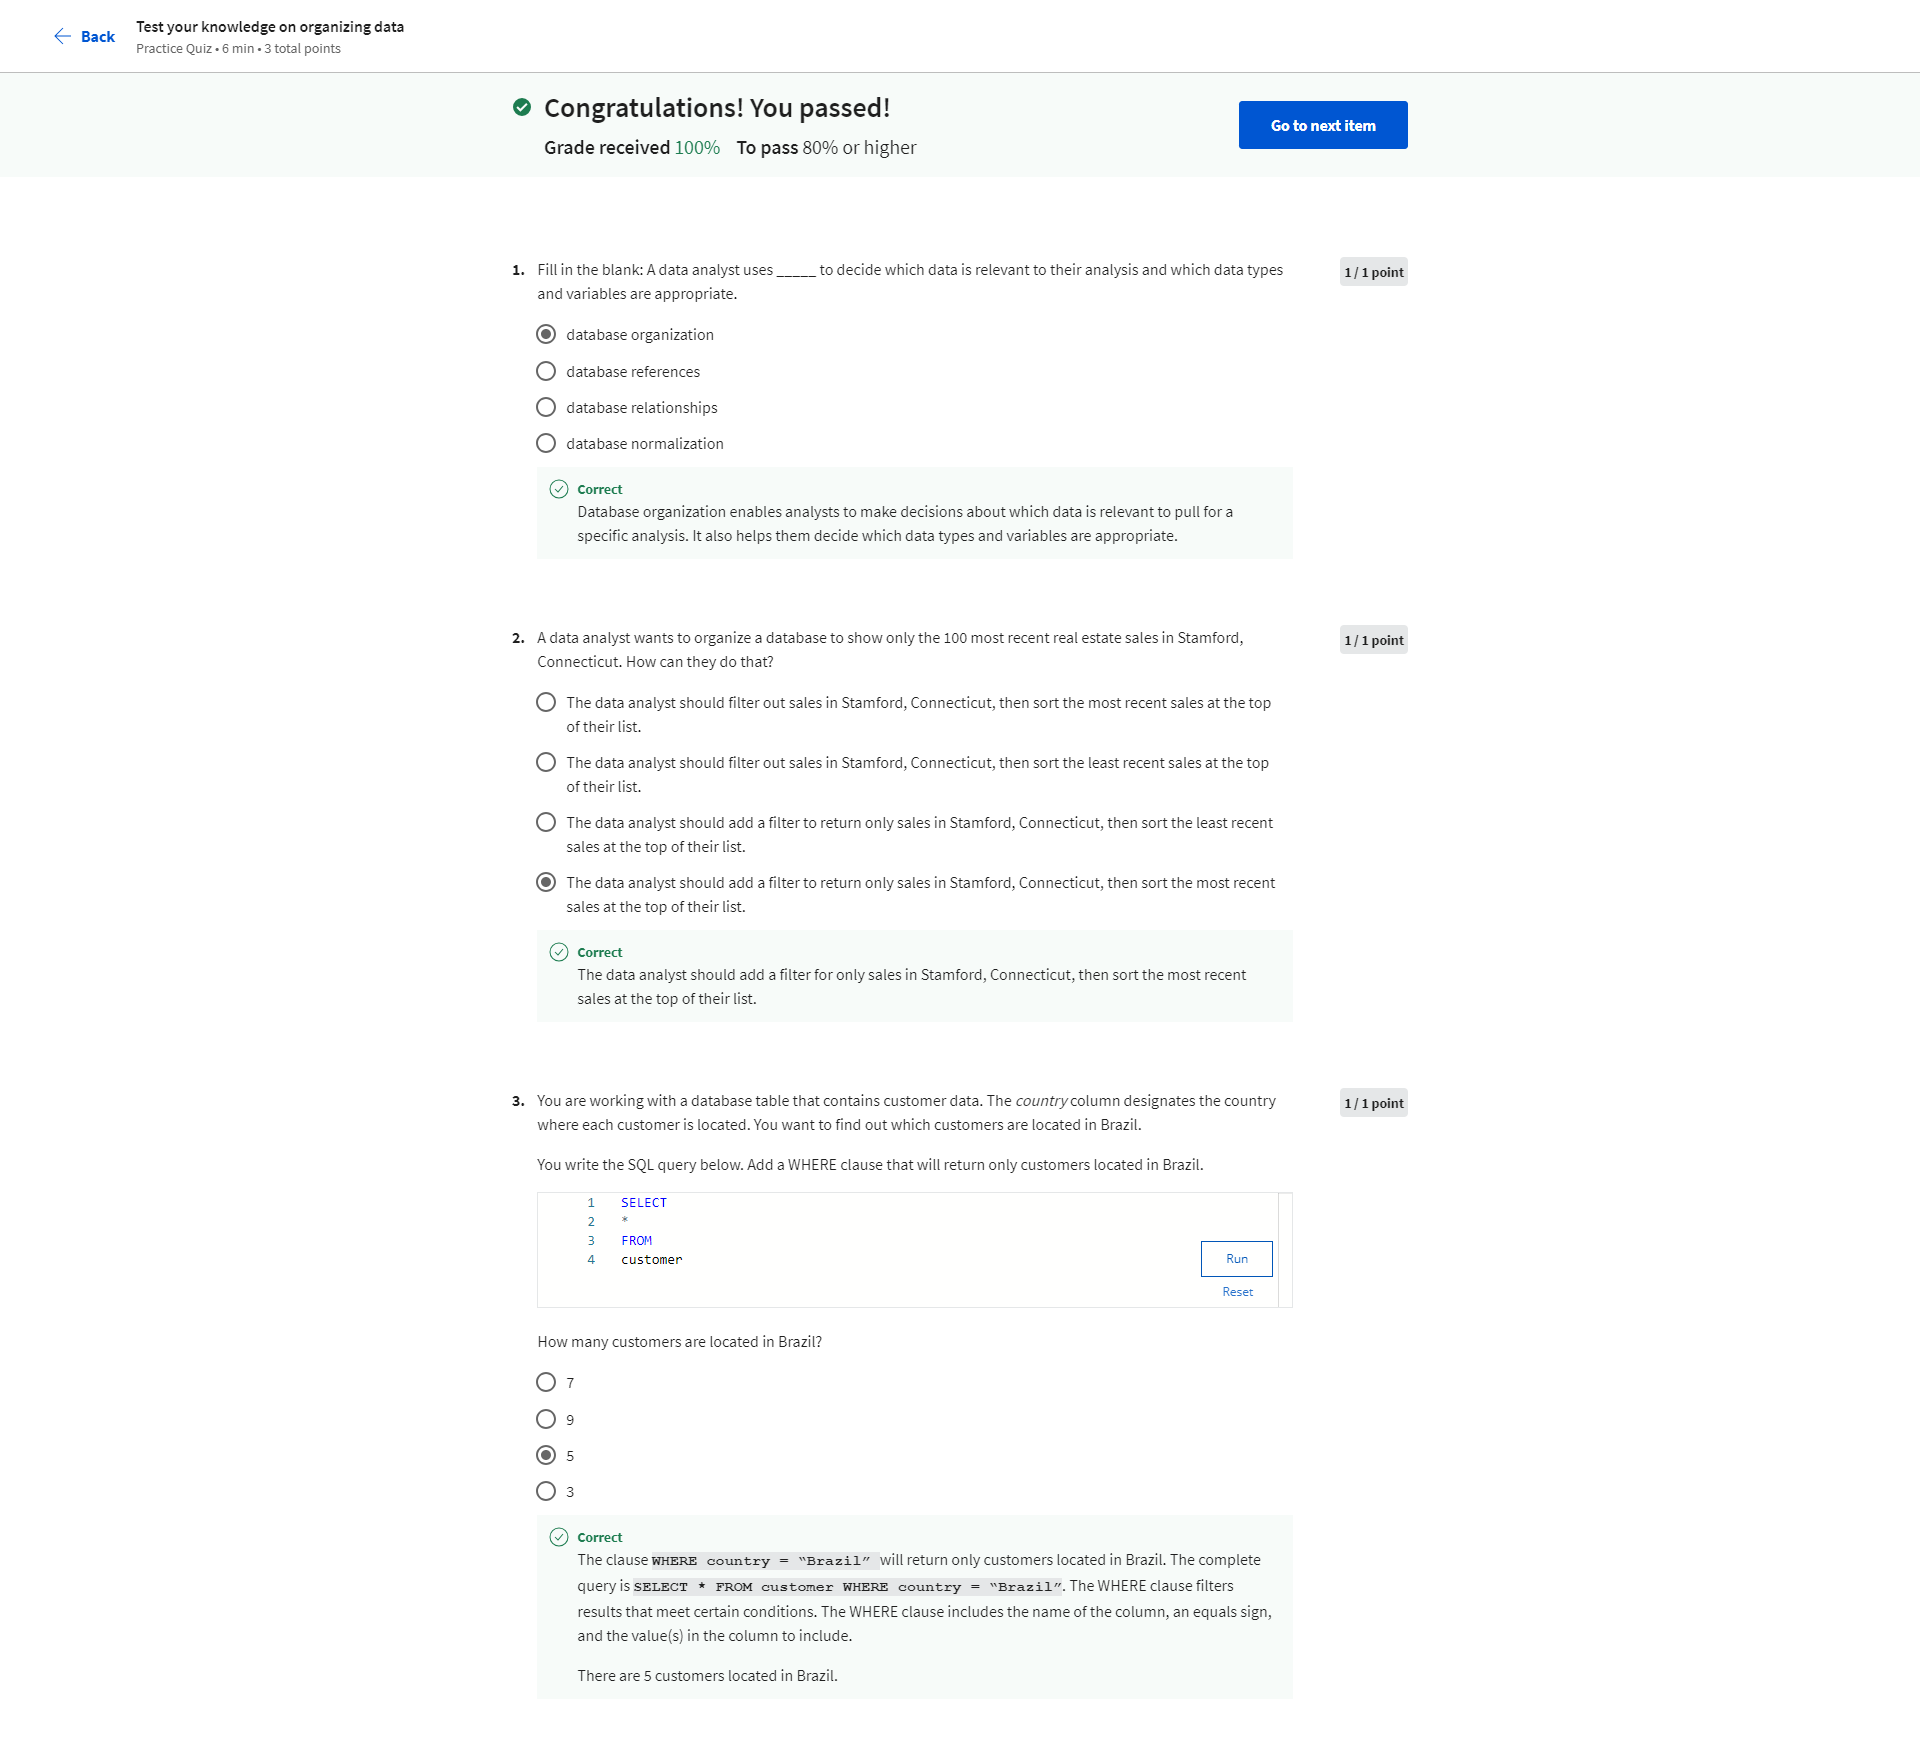 Back
Test your knowledge on organizing data
Practice Quiz • 6 min • 3 total points
Congratulations! You passed!
Grade received 100% To pass 80% or higher
Go to next item
1. Fill in the blank: A data analyst uses _____ to decide which data is relevant to their analysis and which data types
and variables are appropriate.
1 / 1 point
database organization
database references
database relationships
database normalization
Correct
Database organization enables analysts to make decisions about which data is relevant to pull for a
specific analysis. It also helps them decide which data types and variables are appropriate.
2. A data analyst wants to organize a database to show only the 100 most recent real estate sales in Stamford,
Connecticut. How can they do that?
1 / 1 point
The data analyst should filter out sales in Stamford, Connecticut, then sort the most recent sales at the top
of their list.
The data analyst should filter out sales in Stamford, Connecticut, then sort the least recent sales at the top
of their list.
The data analyst should add a filter to return only sales in Stamford, Connecticut, then sort the least recent
sales at the top of their list.
The data analyst should add a filter to return only sales in Stamford, Connecticut, then sort the most recent
sales at the top of their list.
Correct
The data analyst should add a filter for only sales in Stamford, Connecticut, then sort the most recent
sales at the top of their list.
3. You are working with a database table that contains customer data. The country column designates the country
where each customer is located. You want to find out which customers are located in Brazil.
1 / 1 point
You write the SQL query below. Add a WHERE clause that will return only customers located in Brazil.
1 SELECT
2 *
3 FROM
4 customer
Run
Reset
How many customers are located in Brazil?
7
9
5
3
Correct
The clause WHERE country = “Brazil” will return only customers located in Brazil. The complete
query is SELECT * FROM customer WHERE country = “Brazil”. The WHERE clause filters
results that meet certain conditions. The WHERE clause includes the name of the column, an equals sign,
and the value(s) in the column to include.
There are 5 customers located in Brazil.